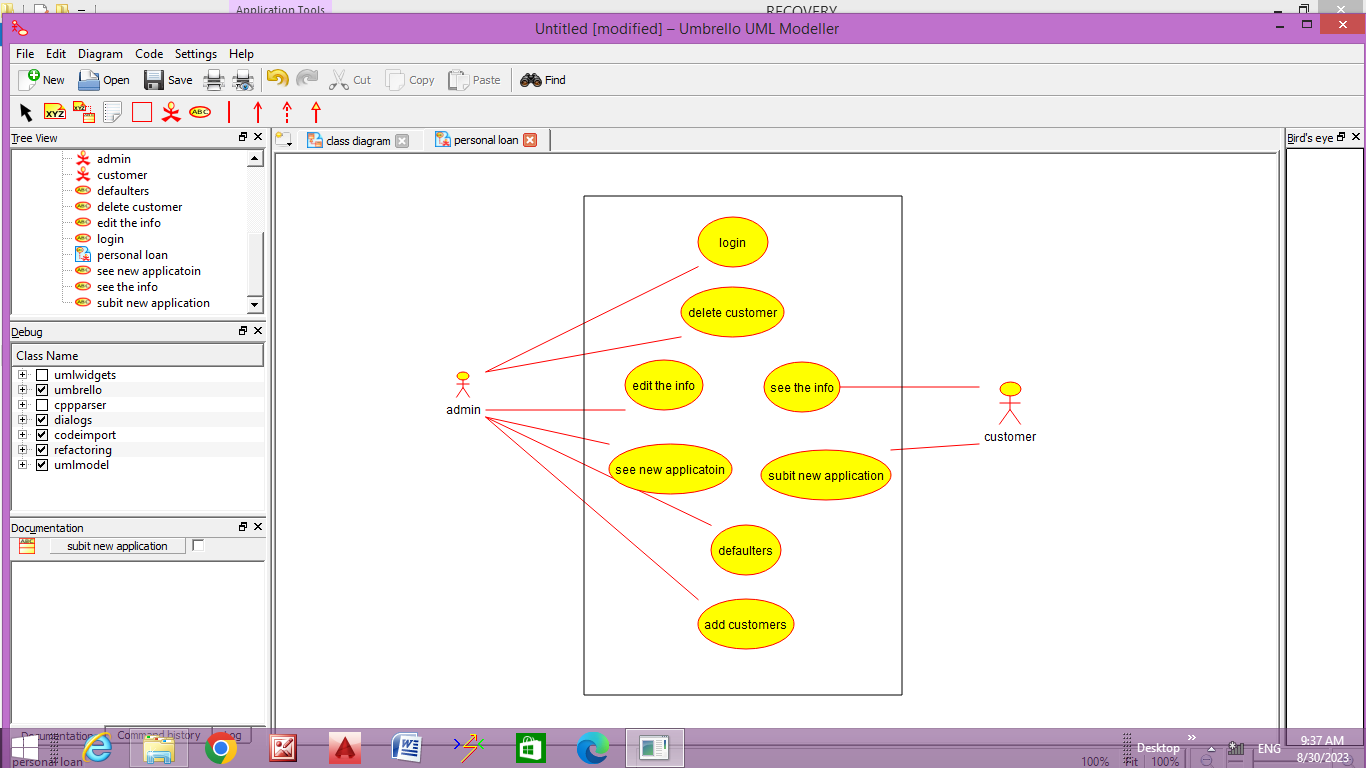 Application Tools
RECOVERY
Untitled [modified] – Umbrello UML Modeller
File Edit Diagram Code Settings Help
New Open Save Cut Copy Paste Find
XYZ XYZ ABC
Tree View
class diagram
personal loan
Bird's eye
admin
customer
defaulters
delete customer
edit the info
login
personal loan
see new applicatoin
see the info
subit new application
Debug
Class Name
umlwidgets
umbrello
cppparser
dialogs
codeimport
refactoring
umlmodel
Documentation
subit new application
login
delete customer
edit the info
see the info
admin
customer
see new applicatoin
subit new application
defaulters
add customers
Documentation Command history Log
personal loan
Desktop
ENG
9:37 AM
8/30/2023
100% Fit 100%